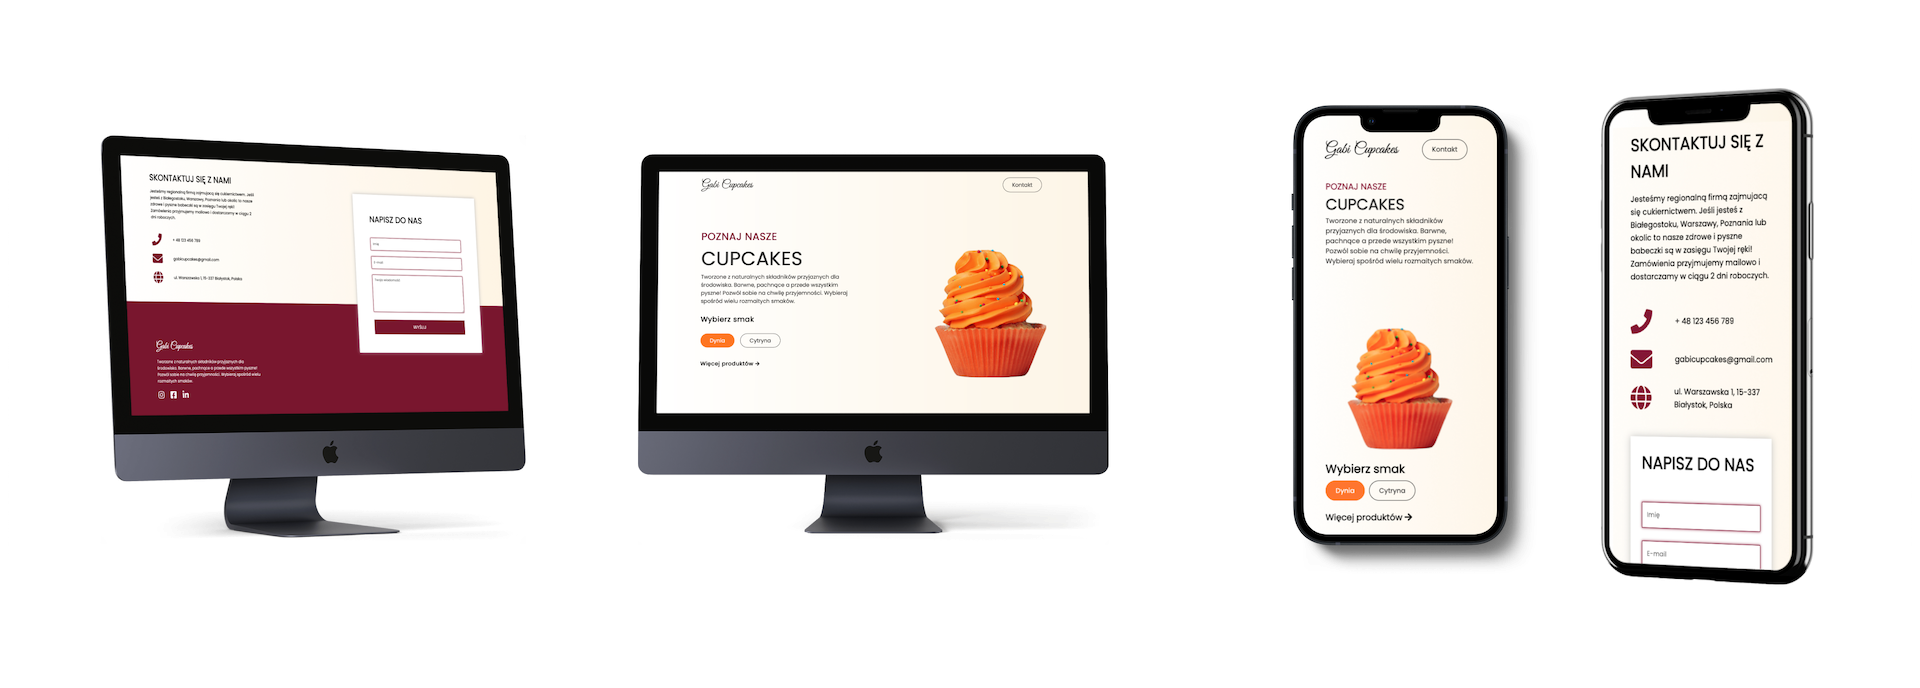 SKONTAKTUJ SIĘ Z NAMI
Jesteśmy regionalną firmą zajmującą się cukiernictwem. Jeśli
jesteś z Białegostoku, Warszawy, Poznania lub okolic to nasze
zdrowe i pyszne babeczki są w zasięgu Twojej ręki!
Zamówienia przyjmujemy mailowo i dostarczamy w ciągu 2
dni roboczych.
+ 48 123 456 789
gabicupcakes@gmail.com
ul. Warszawska 1, 15-337 Białystok, Polska
NAPISZ DO NAS
Imię
E-mail
Twoja wiadomość
WYŚLIJ
Gabi Cupcakes
Tworzone z naturalnych składników przyjaznych dla
środowiska. Barwne, pachnące a przede wszystkim pyszne!
Pozwól sobie na chwilę przyjemności. Wybieraj spośród wielu
rozmaitych smaków.
Gabi Cupcakes
Kontakt
POZNAJ NASZE
CUPCAKES
Tworzone z naturalnych składników przyjaznych dla
środowiska. Barwne, pachnące a przede wszystkim
pyszne! Pozwól sobie na chwilę przyjemności. Wybieraj
spośród wielu rozmaitych smaków.
Wybierz smak
Dynia
Cytryna
Więcej produktów →
Gabi Cupcakes
Kontakt
POZNAJ NASZE
CUPCAKES
Tworzone z naturalnych składników
przyjaznych dla środowiska. Barwne,
pachnące a przede wszystkim pyszne!
Pozwól sobie na chwilę przyjemności.
Wybieraj spośród wielu rozmaitych smaków.
Wybierz smak
Dynia
Cytryna
Więcej produktów →
SKONTAKTUJ SIĘ Z
NAMI
Jesteśmy regionalną firmą zajmującą
się cukiernictwem. Jeśli jesteś z
Białegostoku, Warszawy, Poznania lub
okolic to nasze zdrowe i pyszne
babeczki są w zasięgu Twojej ręki!
Zamówienia przyjmujemy mailowo i
dostarczamy w ciągu 2 dni roboczych.
+ 48 123 456 789
gabicupcakes@gmail.com
ul. Warszawska 1, 15-337
Białystok, Polska
NAPISZ DO NAS
Imię
E-mail